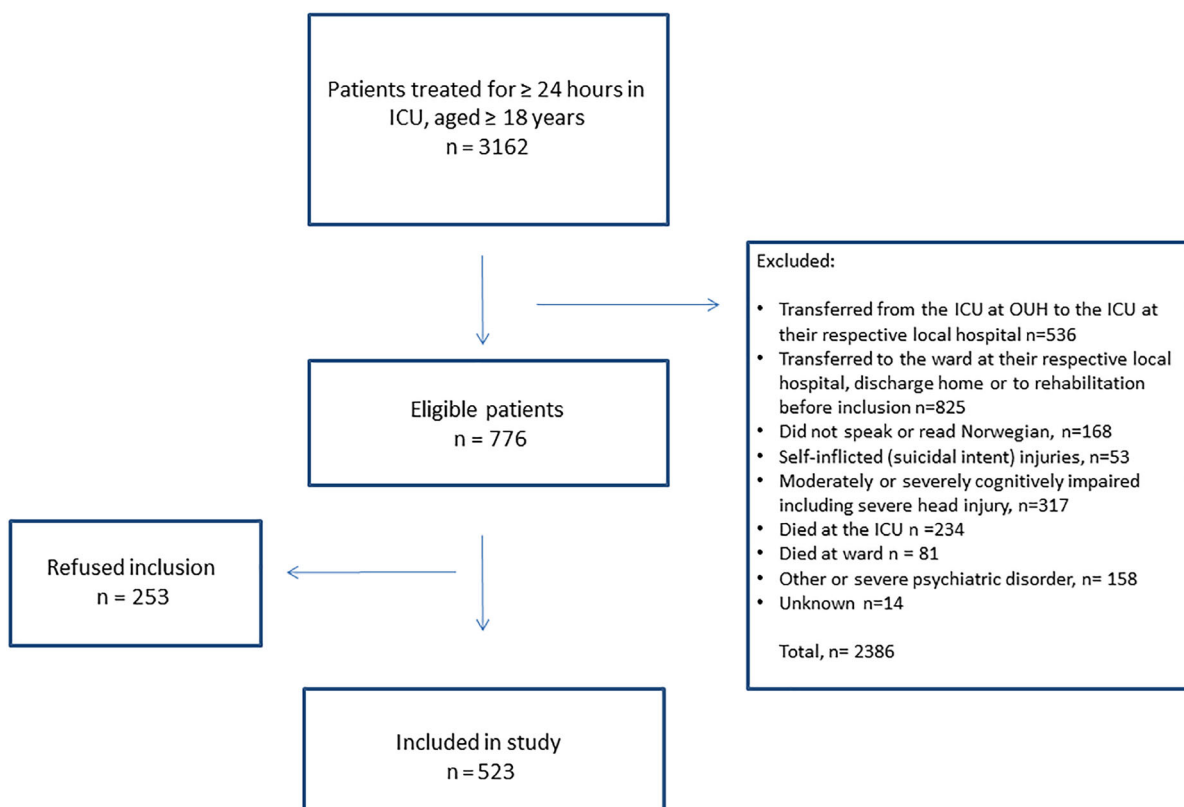 Patients treated for ≥ 24 hours in
ICU, aged ≥ 18 years
n = 3162
Excluded:
• Transferred from the ICU at OUH to the ICU at
their respective local hospital n=536
• Transferred to the ward at their respective local
hospital, discharge home or to rehabilitation
before inclusion n=825
• Did not speak or read Norwegian, n=168
• Self-inflicted (suicidal intent) injuries, n=53
• Moderately or severely cognitively impaired
including severe head injury, n=317
• Died at the ICU n =234
• Died at ward n = 81
• Other or severe psychiatric disorder, n= 158
• Unknown n=14
Total, n= 2386
Eligible patients
n = 776
Refused inclusion
n = 253
Included in study
n = 523